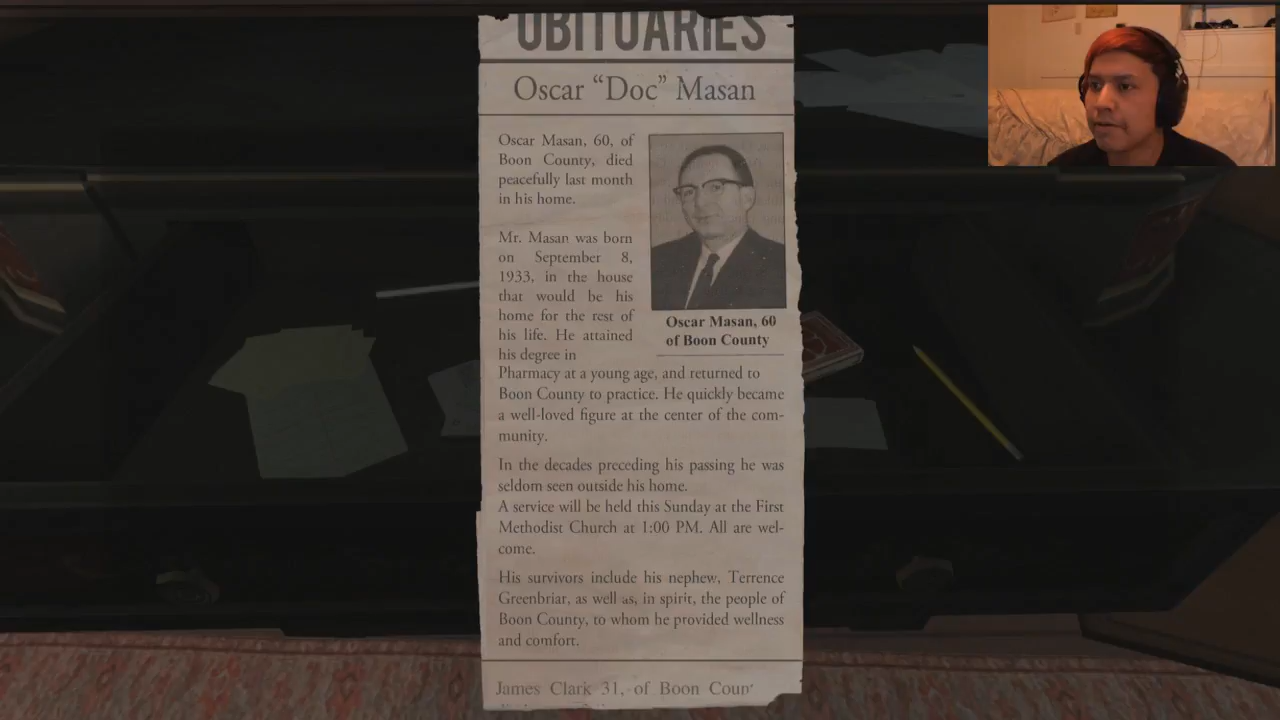 OBITUARIES
Oscar “Doc” Masan
Oscar Masan, 60, of
Boon County, died
peacefully last month
in his home.
Mr. Masan was born
on September 8,
1933, in the house
that would be his
home for the rest of
his life. He attained
his degree in
Oscar Masan, 60
of Boon County
Pharmacy at a young age, and returned to
Boon County to practice. He quickly became
a well-loved figure at the center of the com-
munity.
In the decades preceding his passing he was
seldom seen outside his home.
A service will be held this Sunday at the First
Methodist Church at 1:00 PM. All are wel-
come.
His survivors include his nephew, Terrence
Greenbriar, as well as, in spirit, the people of
Boon County, to whom he provided wellness
and comfort.
James Clark 31, of Boon